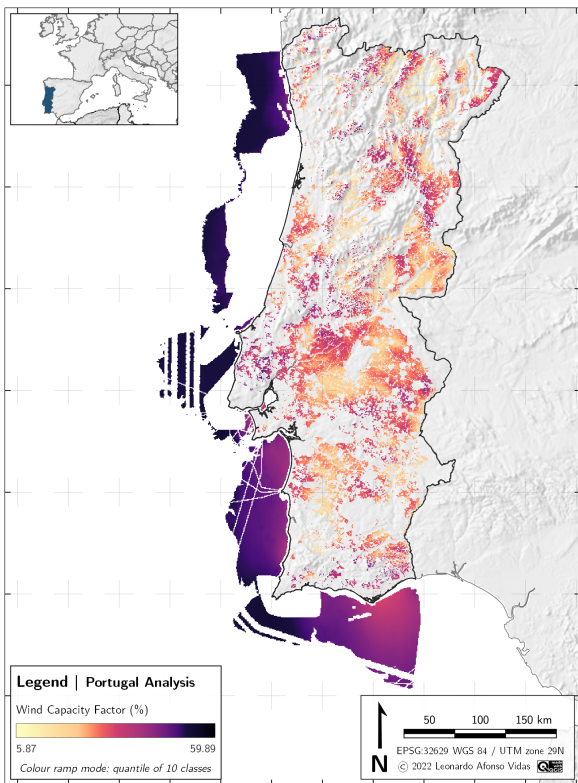 Legend | Portugal Analysis
Wind Capacity Factor (%)
5.87 59.89
Colour ramp mode: quantile of 10 classes
50 100 150 km
N
EPSG:32629 WGS 84 / UTM zone 29N
© 2022 Leonardo Afonso Vidas